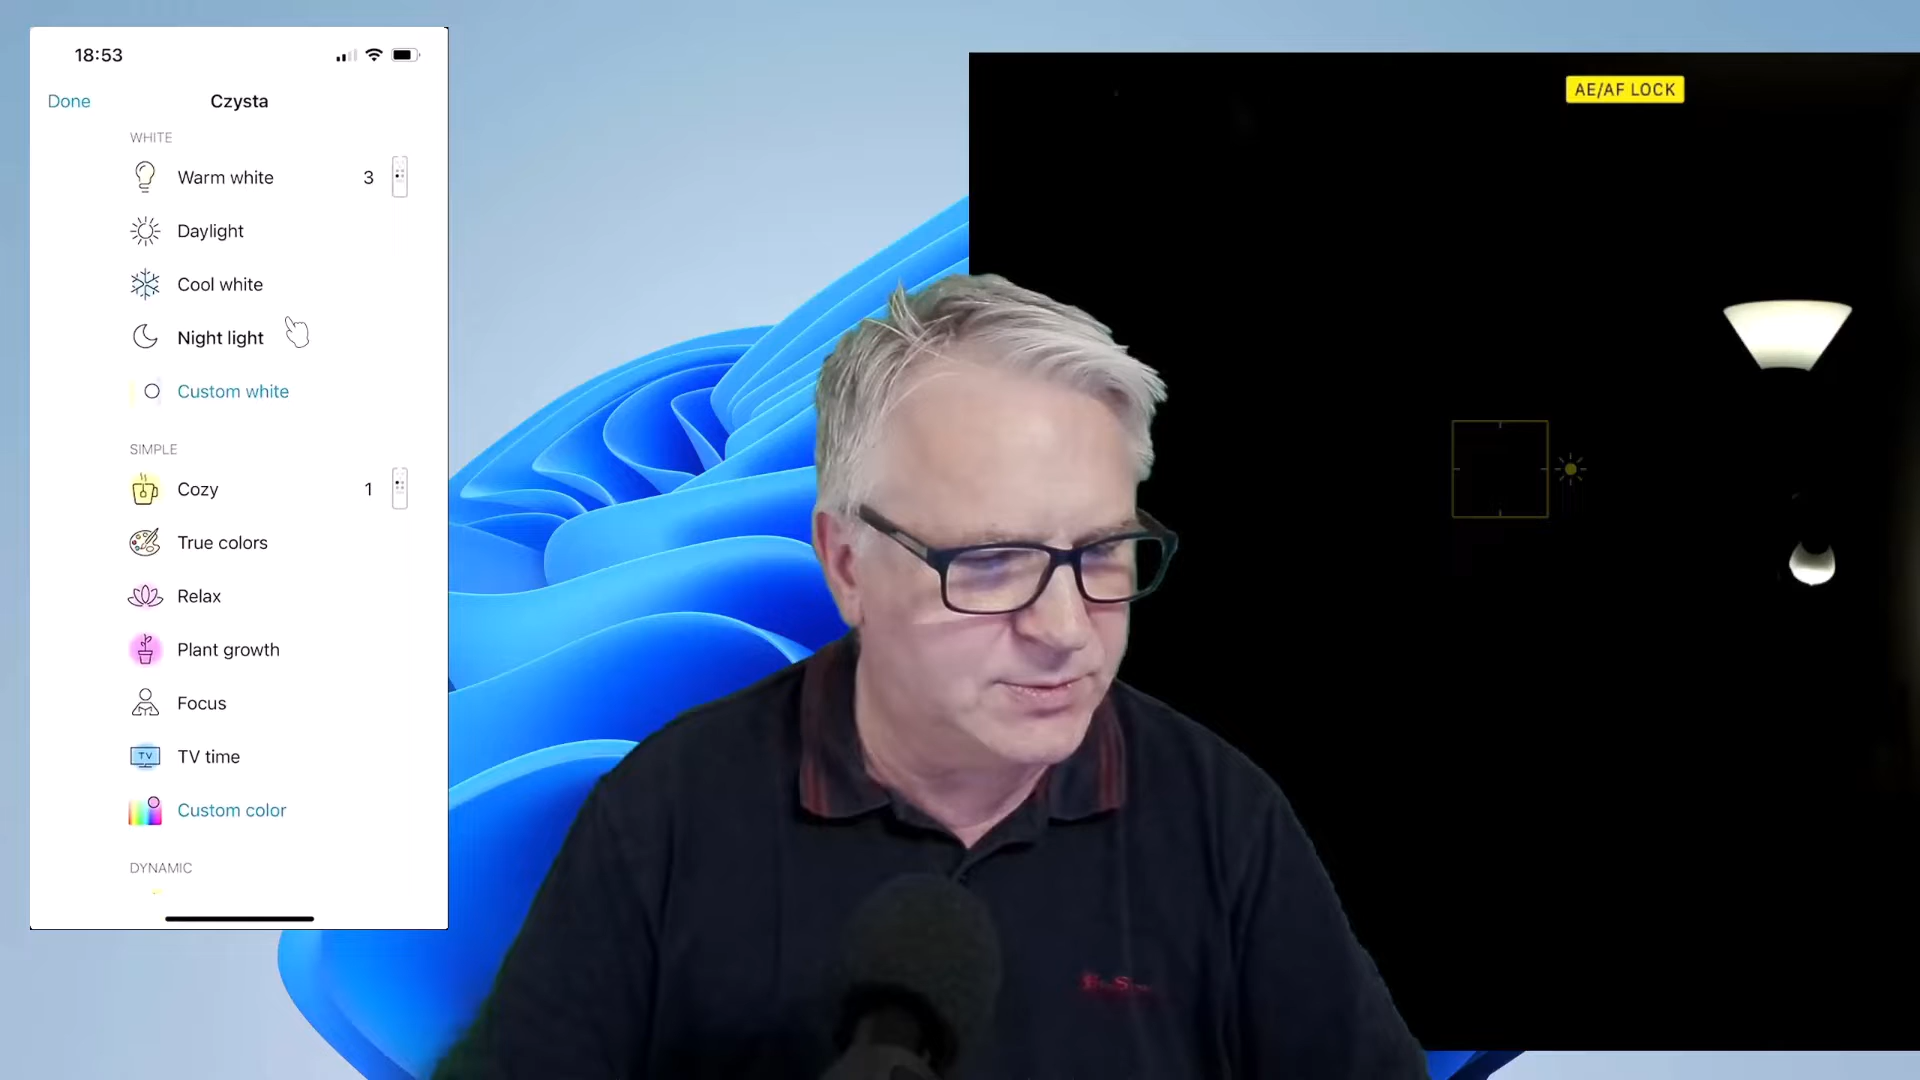 18:53
Done
Czysta
WHITE
Warm white
3
Daylight
Cool white
Night light
Custom white
SIMPLE
Cozy
1
True colors
Relax
Plant growth
Focus
TV
TV time
Custom color
DYNAMIC
AE/AF LOCK